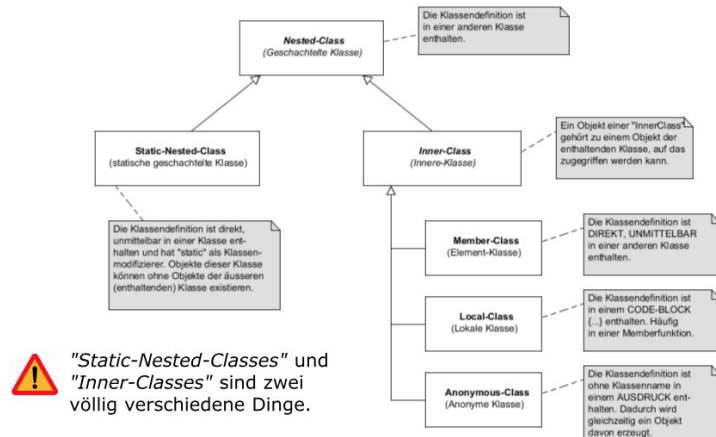 Nested-Class
(Geschachtelte Klasse)
Die Klassendefinition ist
in einer anderen Klasse
enthalten.
Static-Nested-Class
(statische geschachtelte Klasse)
Inner-Class
(Innere-Klasse)
Ein Objekt einer "InnerClass"
gehört zu einem Objekt der
enthaltenden Klasse, auf das
zugegriffen werden kann.
Die Klassendefinition ist direkt,
unmittelbar in einer Klasse ent-
halten und hat "static" als Klassen-
modifizierer. Objekte dieser Klasse
können ohne Objekte der äusseren
(enthaltenden) Klasse existieren.
Member-Class
(Element-Klasse)
Die Klassendefinition ist
DIREKT, UNMITTELBAR
in einer anderen Klasse
enthalten.
Local-Class
(Lokale Klasse)
Die Klassendefinition ist
in einem CODE-BLOCK
{...} enthalten. Häufig
in einer Memberfunktion.
Anonymous-Class
(Anonyme Klasse)
Die Klassendefinition ist
ohne Klassenname in
einem AUSDRUCK ent-
halten. Dadurch wird
gleichzeitig ein Objekt
davon erzeugt.
"Static-Nested-Classes" und
"Inner-Classes" sind zwei
völlig verschiedene Dinge.